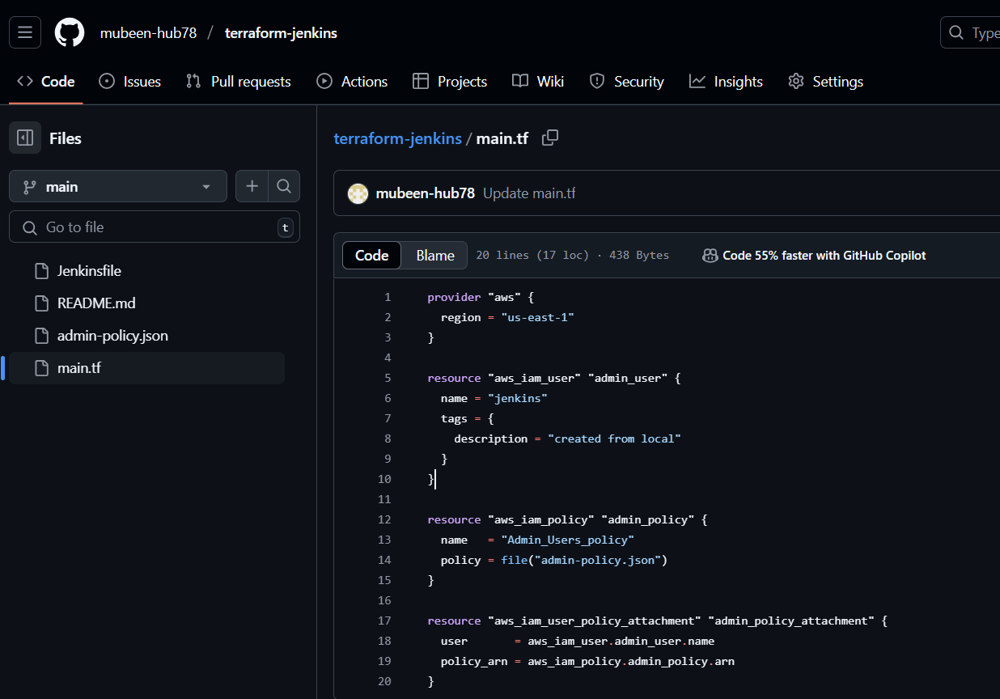 mubeen-hub78 / terraform-jenkins
Type
Code Issues Pull requests Actions Projects Wiki Security Insights Settings
Files
main
Go to file t
Jenkinsfile
README.md
admin-policy.json
main.tf
terraform-jenkins / main.tf
mubeen-hub78 Update main.tf
Code Blame 20 lines (17 loc) · 438 Bytes Code 55% faster with GitHub Copilot
1 provider "aws" {
2   region = "us-east-1"
3 }
4
5 resource "aws_iam_user" "admin_user" {
6   name = "jenkins"
7   tags = {
8     description = "created from local"
9   }
10 }
11
12 resource "aws_iam_policy" "admin_policy" {
13   name   = "Admin_Users_policy"
14   policy = file("admin-policy.json")
15 }
16
17 resource "aws_iam_user_policy_attachment" "admin_policy_attachment" {
18   user       = aws_iam_user.admin_user.name
19   policy_arn = aws_iam_policy.admin_policy.arn
20 }